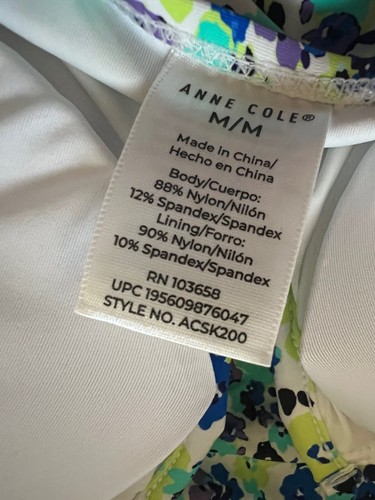 ANNE COLE®
M/M
Made in China/
Hecho en China
Body/Cuerpo:
88% Nylon/Nilón
12% Spandex/Spandex
Lining/Forro:
90% Nylon/Nilón
10% Spandex/Spandex
RN 103658
UPC 195609876047
STYLE NO. ACSK200